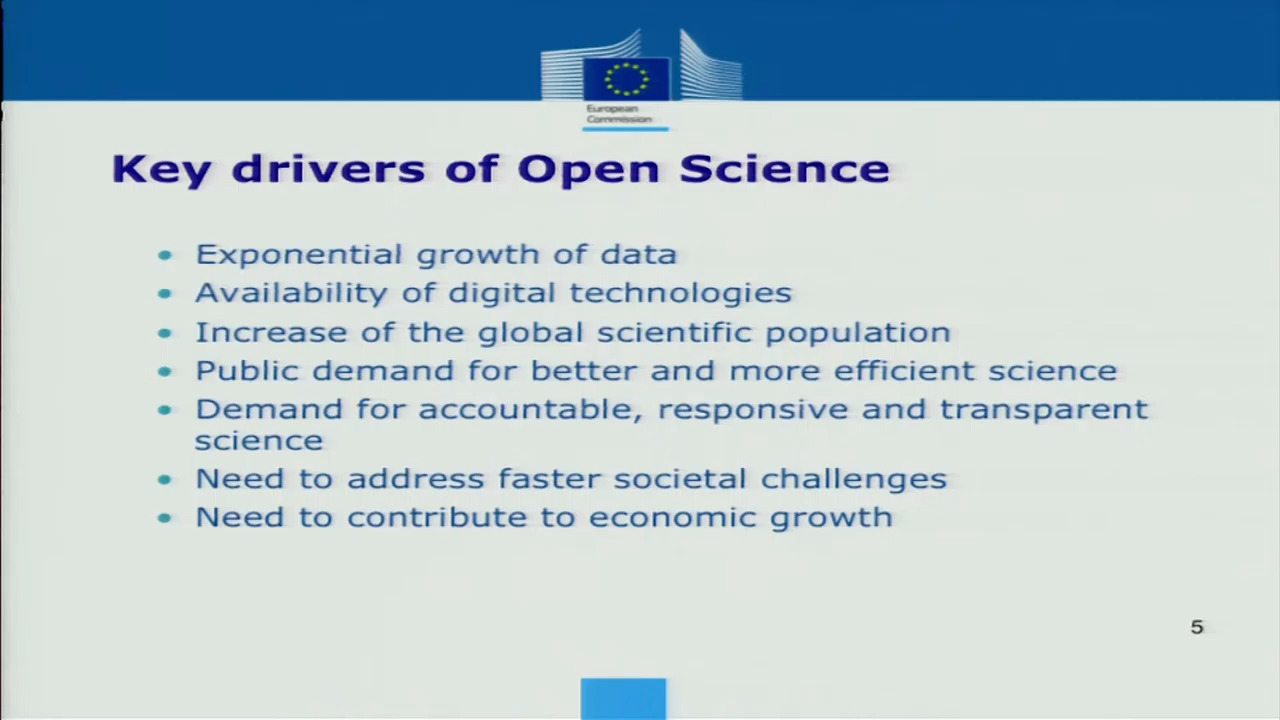 European
Commission
Key drivers of Open Science
• Exponential growth of data
• Availability of digital technologies
• Increase of the global scientific population
• Public demand for better and more efficient science
• Demand for accountable, responsive and transparent
science
• Need to address faster societal challenges
• Need to contribute to economic growth
5